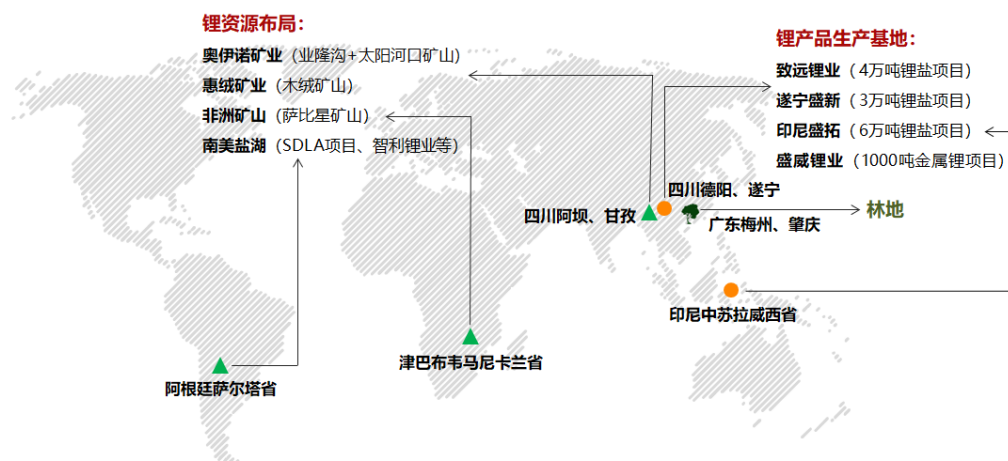 锂资源布局：
奥伊诺矿业（业隆沟+太阳河口矿山）
惠绒矿业（木绒矿山）
非洲矿山（萨比星矿山）
南美盐湖（SDLA项目、智利锂业等）
锂产品生产基地：
致远锂业（4万吨锂盐项目）
遂宁盛新（3万吨锂盐项目）
印尼盛拓（6万吨锂盐项目）
盛威锂业（1000吨金属锂项目）
四川德阳、遂宁
四川阿坝、甘孜
林地
广东梅州、肇庆
印尼中苏拉威西省
津巴布韦马尼卡兰省
阿根廷萨尔塔省